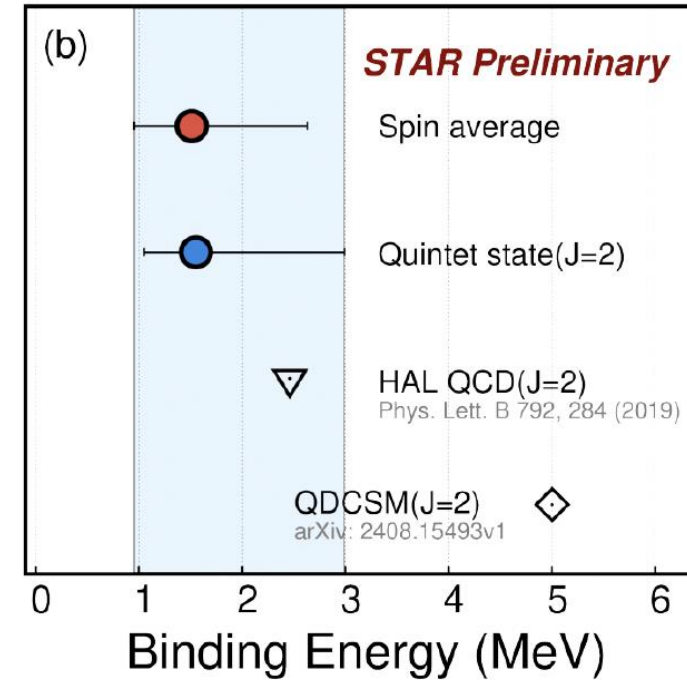 (b)
STAR Preliminary
Spin average
Quintet state(J=2)
HAL QCD(J=2)
Phys. Lett. B 792, 284 (2019)
QDCSM(J=2)
arXiv: 2408.15493v1
0 1 2 3 4 5 6
Binding Energy (MeV)